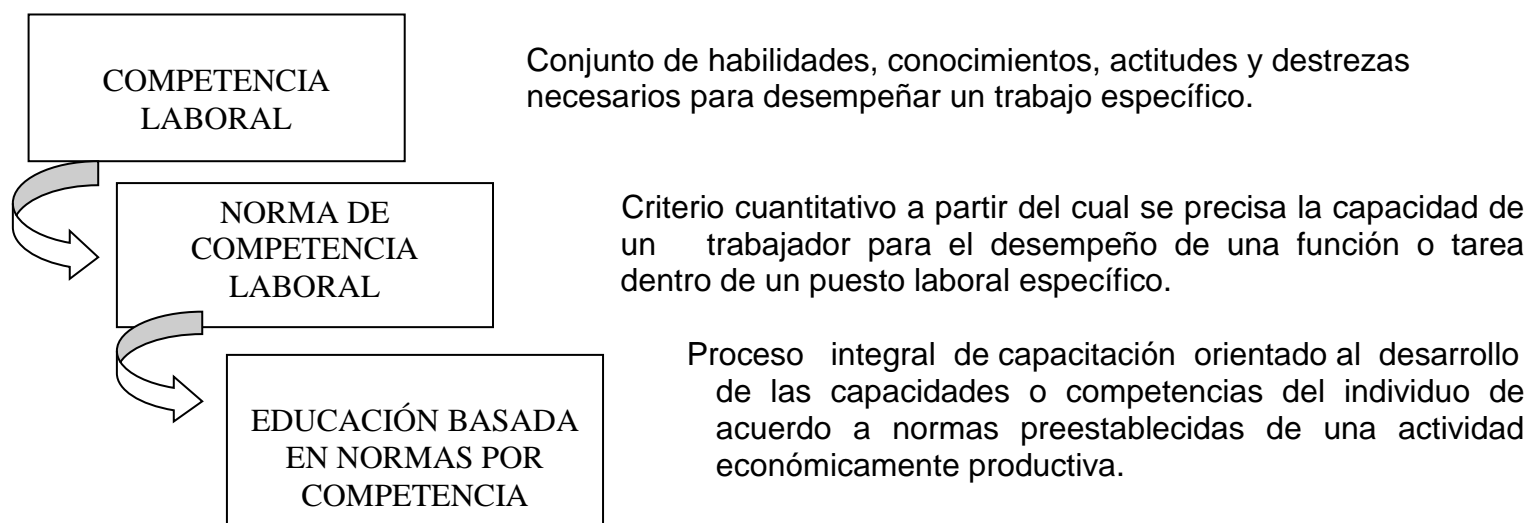 COMPETENCIA
LABORAL
Conjunto de habilidades, conocimientos, actitudes y destrezas
necesarios para desempeñar un trabajo específico.
NORMA DE
COMPETENCIA
LABORAL
Criterio cuantitativo a partir del cual se precisa la capacidad de
un trabajador para el desempeño de una función o tarea
dentro de un puesto laboral específico.
EDUCACIÓN BASADA
EN NORMAS POR
COMPETENCIA
Proceso integral de capacitación orientado al desarrollo
de las capacidades o competencias del individuo de
acuerdo a normas preestablecidas de una actividad
económicamente productiva.